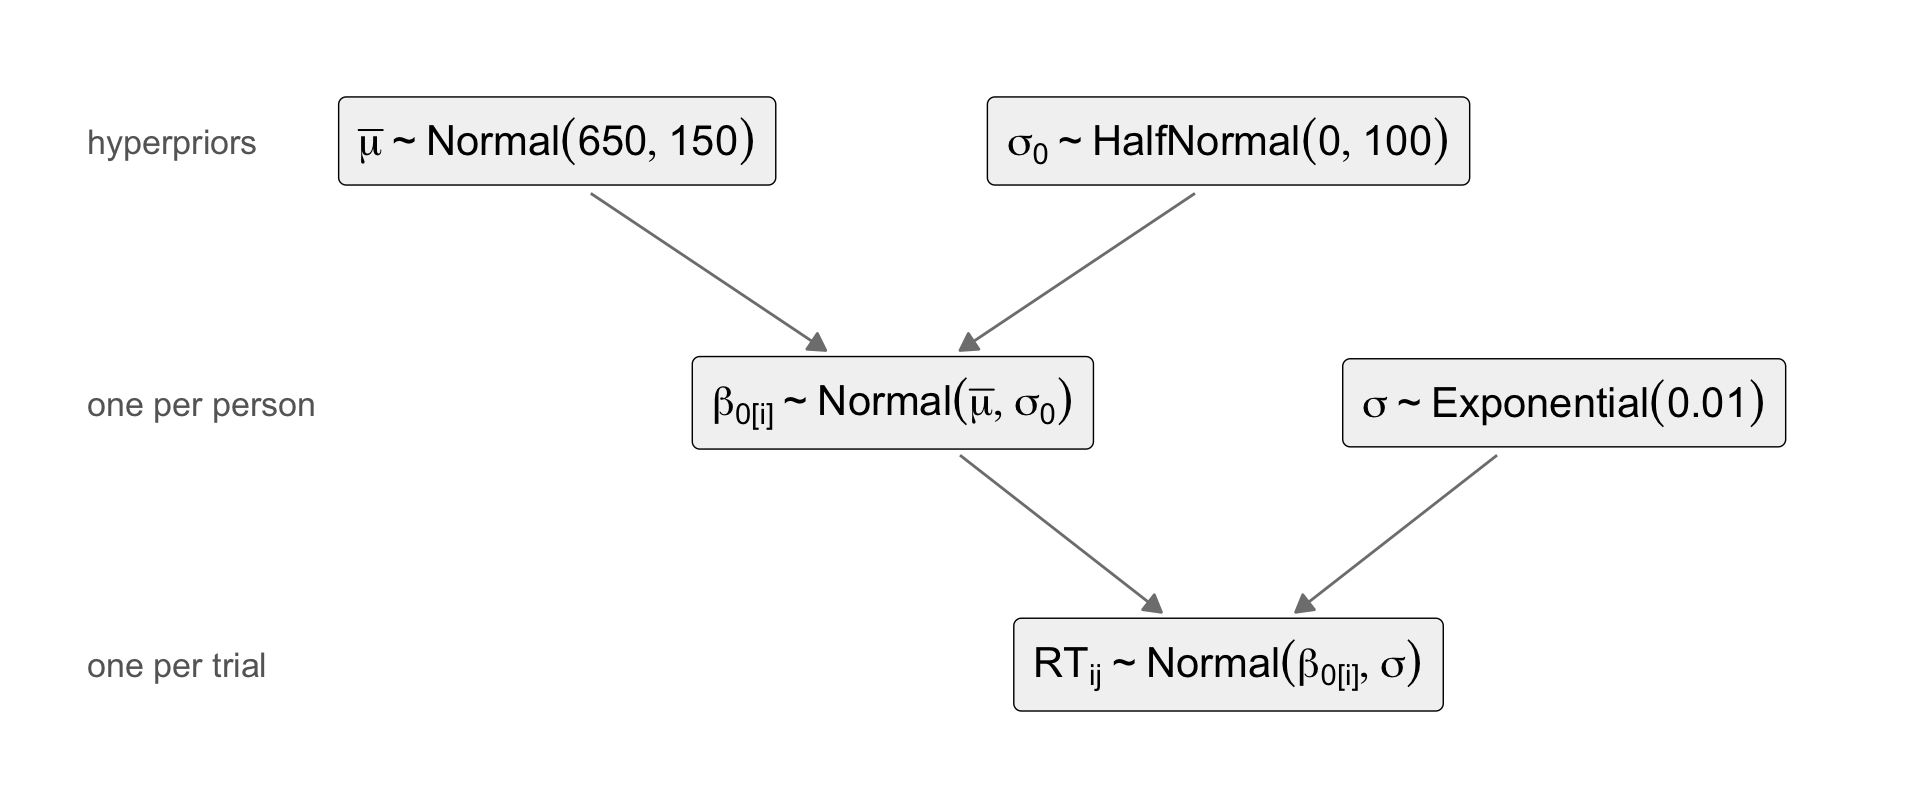 hyperpriors
μ̅ ~ Normal(650, 150)
σ₀ ~ HalfNormal(0, 100)
one per person
β₀[i] ~ Normal(μ̅, σ₀)
σ ~ Exponential(0.01)
one per trial
RTij ~ Normal(β₀[i], σ)